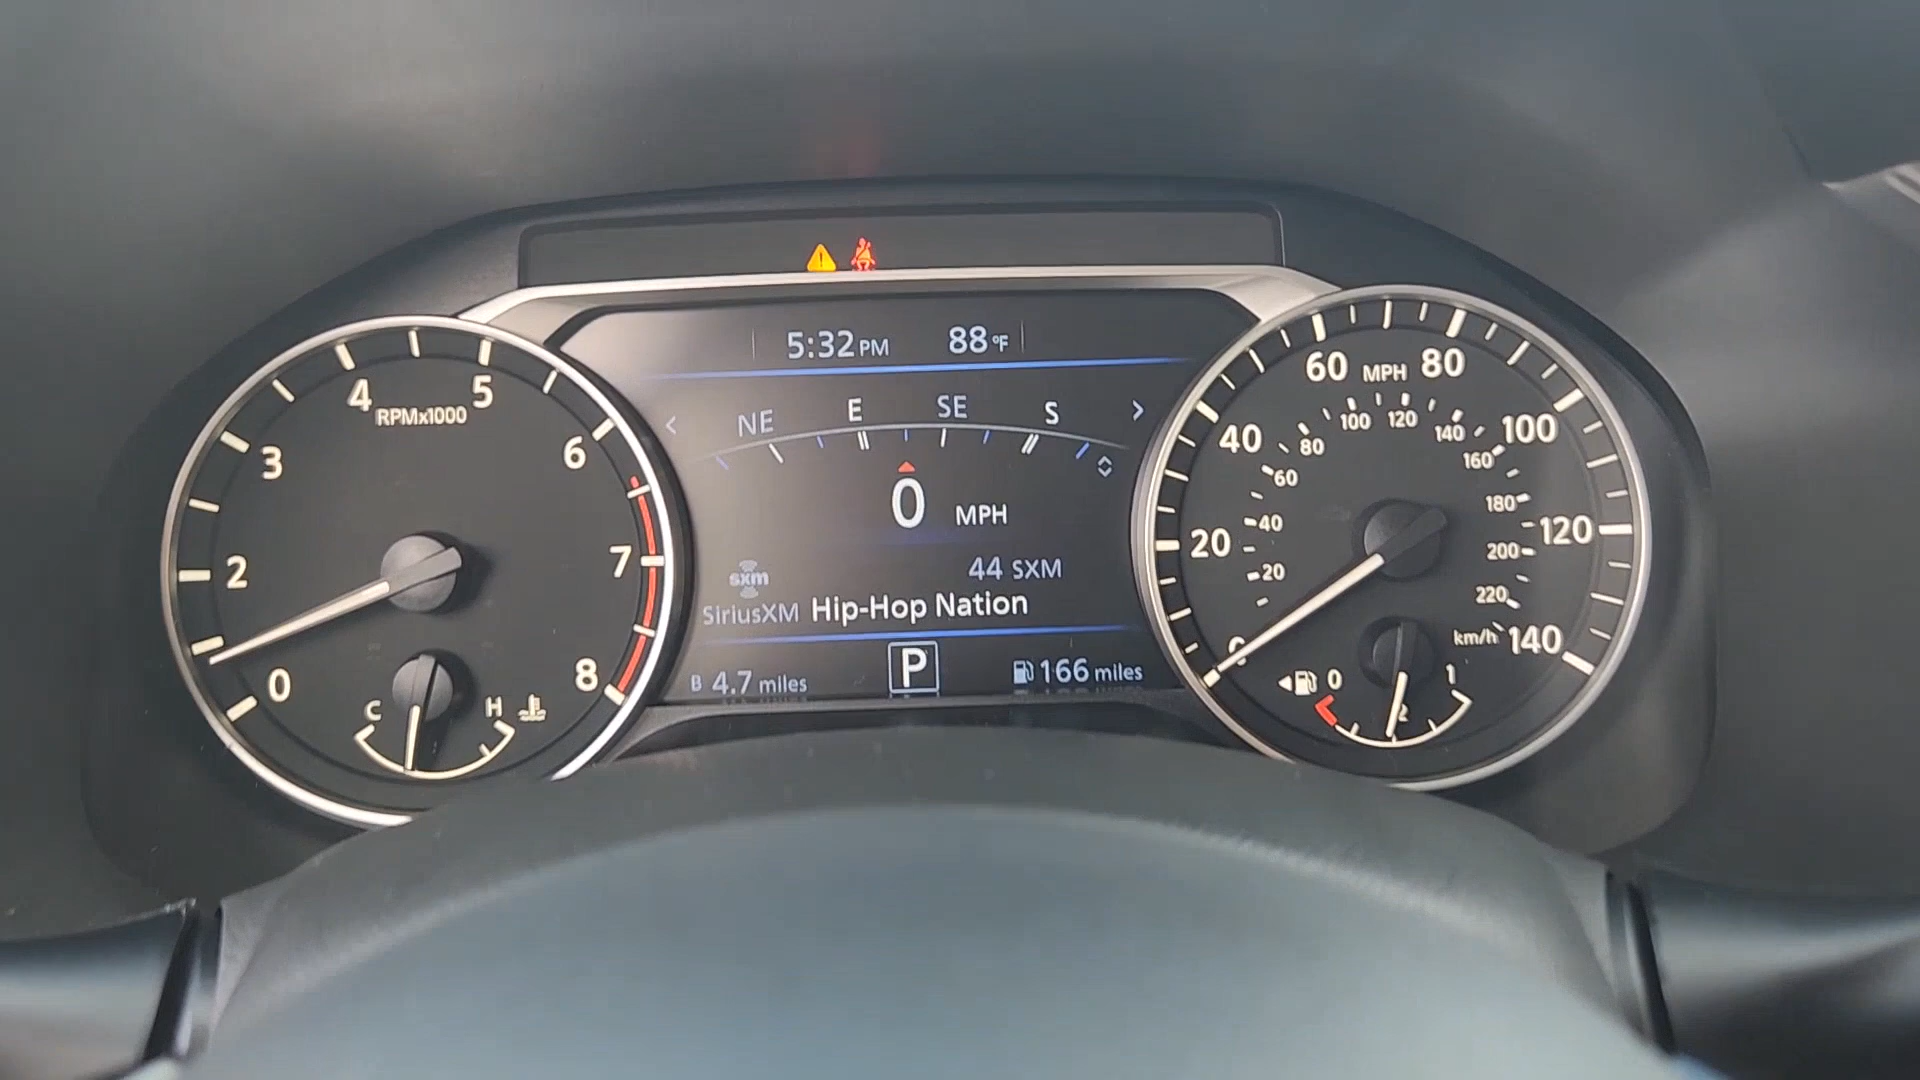 5:32 PM 88 °F
NE E SE S
0 MPH
sxm
44 SXM
SiriusXM Hip-Hop Nation
B 4.7 miles P 166 miles
0 2 3 4 5 6 7 8
RPMx1000
C H
0 20 40 60 80 100 120 140
MPH
20 40 60 80 100 120 140 160 180 200 220
km/h
0 1